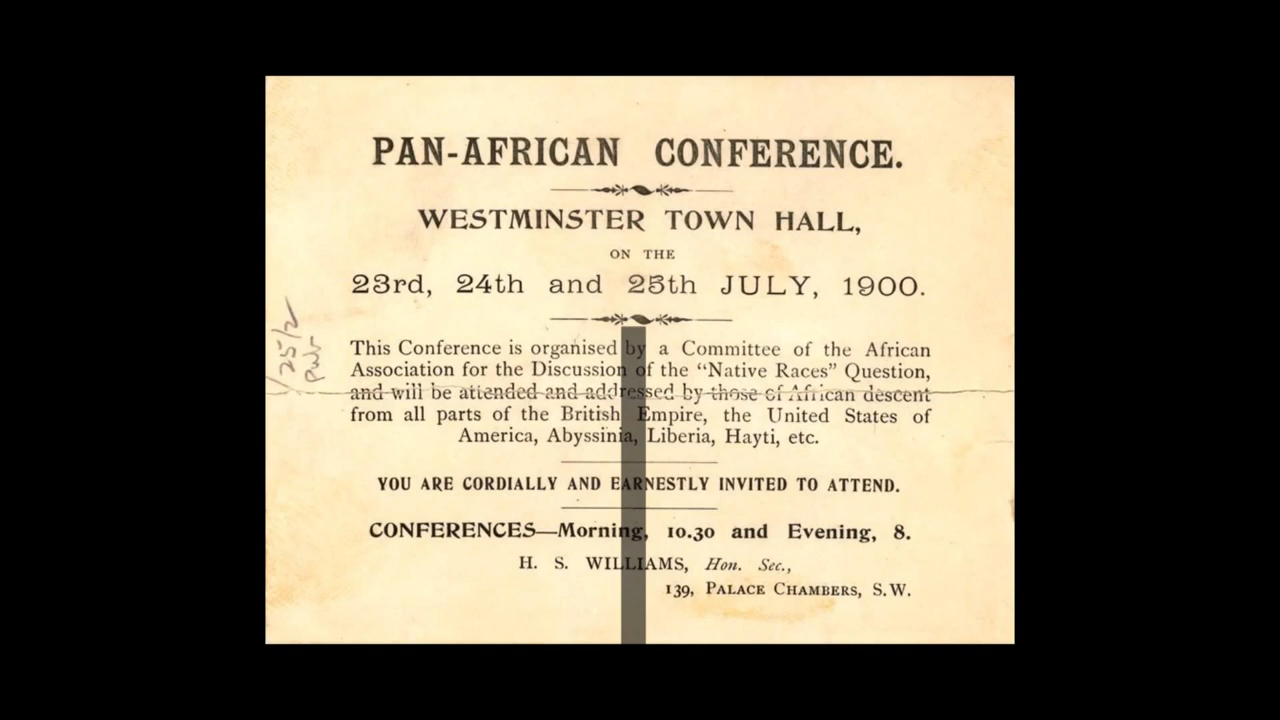 PAN-AFRICAN CONFERENCE.
WESTMINSTER TOWN HALL,
ON THE
23rd, 24th and 25th JULY, 1900.
This Conference is organised by a Committee of the African
Association for the Discussion of the “Native Races” Question,
and will be attended and addressed by those of African descent
from all parts of the British Empire, the United States of
America, Abyssinia, Liberia, Hayti, etc.
YOU ARE CORDIALLY AND EARNESTLY INVITED TO ATTEND.
CONFERENCES—Morning, 10.30 and Evening, 8.
H. S. WILLIAMS, Hon. Sec.,
139, PALACE CHAMBERS, S.W.
25/2